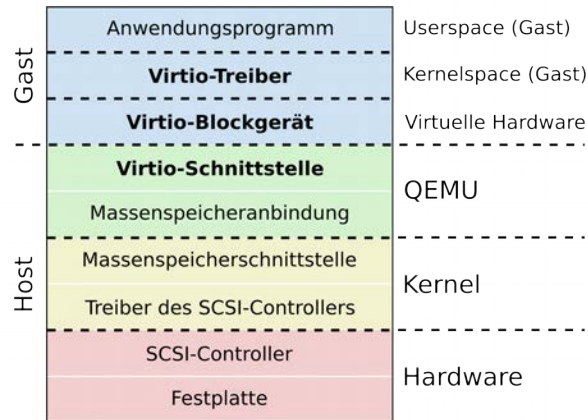 Gast
Host
Anwendungsprogramm
Userspace (Gast)
Virtio-Treiber
Kernelspace (Gast)
Virtio-Blockgerät
Virtuelle Hardware
Virtio-Schnittstelle
Massenspeicheranbindung
QEMU
Massenspeicherschnittstelle
Treiber des SCSI-Controllers
Kernel
SCSI-Controller
Festplatte
Hardware